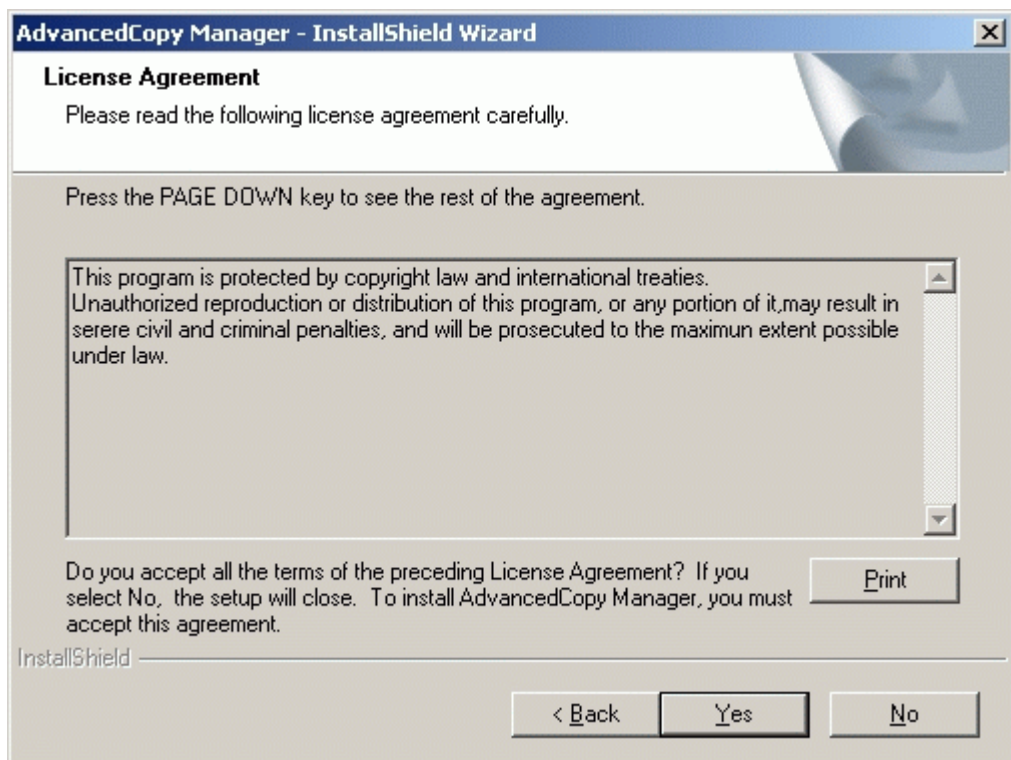 AdvancedCopy Manager - InstallShield Wizard
License Agreement
Please read the following license agreement carefully.
Press the PAGE DOWN key to see the rest of the agreement.
This program is protected by copyright law and international treaties.
Unauthorized reproduction or distribution of this program, or any portion of it,may result in
serere civil and criminal penalties, and will be prosecuted to the maximun extent possible
under law.
Do you accept all the terms of the preceding License Agreement?  If you
select No,  the setup will close.  To install AdvancedCopy Manager, you must
accept this agreement.
Print
InstallShield
< Back
Yes
No